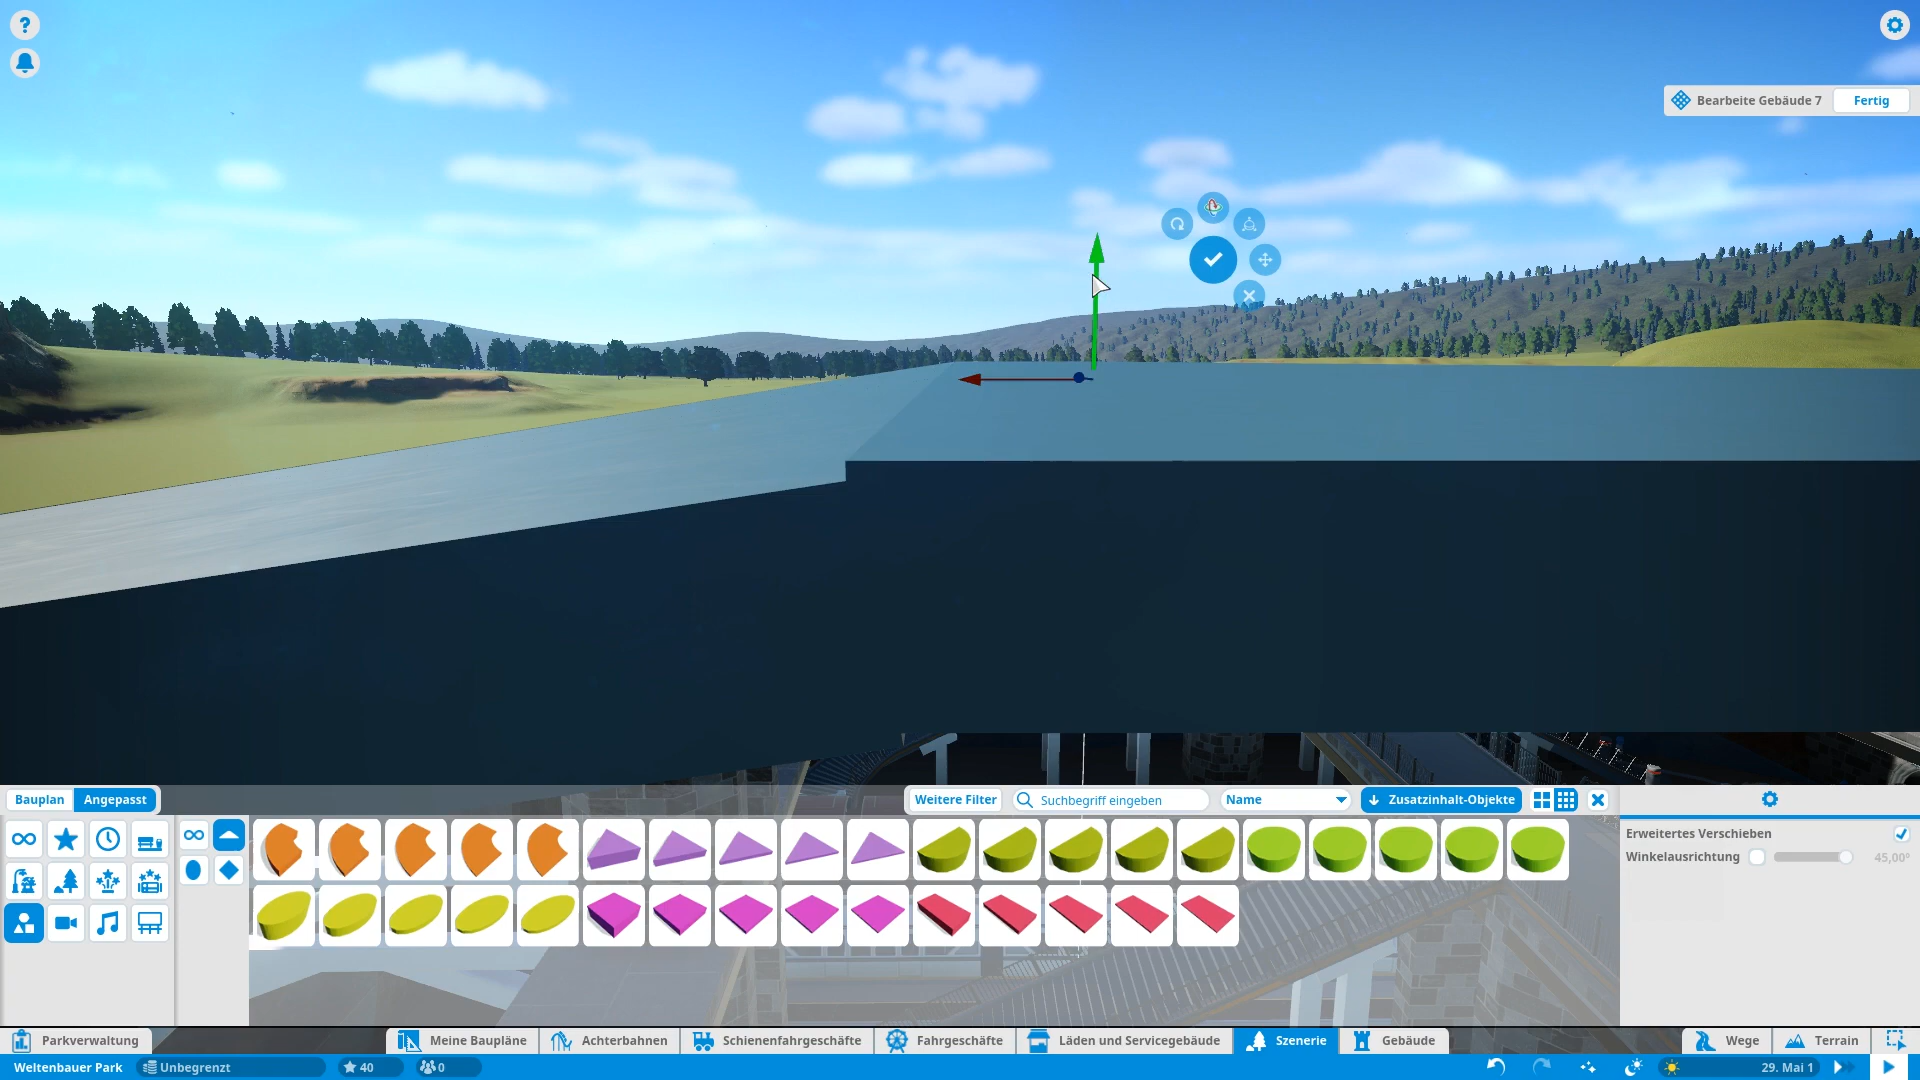 ?
Bearbeite Gebäude 7
Fertig
Bauplan
Angepasst
Weitere Filter
Suchbegriff eingeben
Name
Zusatzinhalt-Objekte
Erweitertes Verschieben
Winkelausrichtung
45,00°
Parkverwaltung
Meine Baupläne
Achterbahnen
Schienenfahrgeschäfte
Fahrgeschäfte
Läden und Servicegebäude
Szenerie
Gebäude
Wege
Terrain
Weltenbauer Park
Unbegrenzt
40
0
29. Mai 1